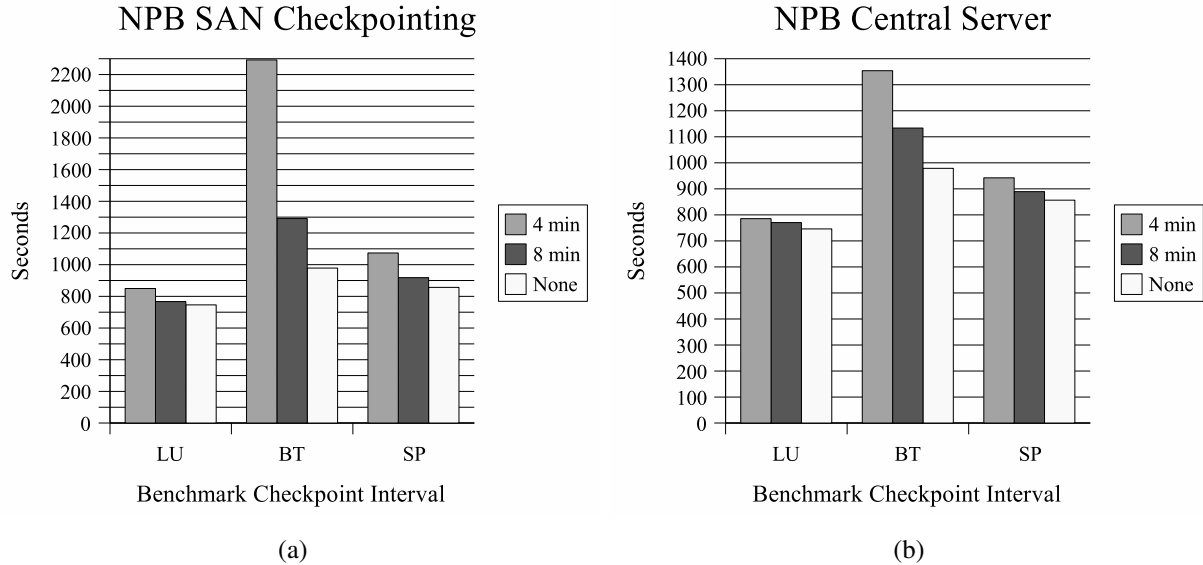 NPB SAN Checkpointing
2200
2000
1800
1600
1400
1200
1000
800
600
400
200
0
Seconds
LU BT SP
Benchmark Checkpoint Interval
4 min
8 min
None
(a)
NPB Central Server
1400
1300
1200
1100
1000
900
800
700
600
500
400
300
200
100
0
Seconds
LU BT SP
Benchmark Checkpoint Interval
4 min
8 min
None
(b)